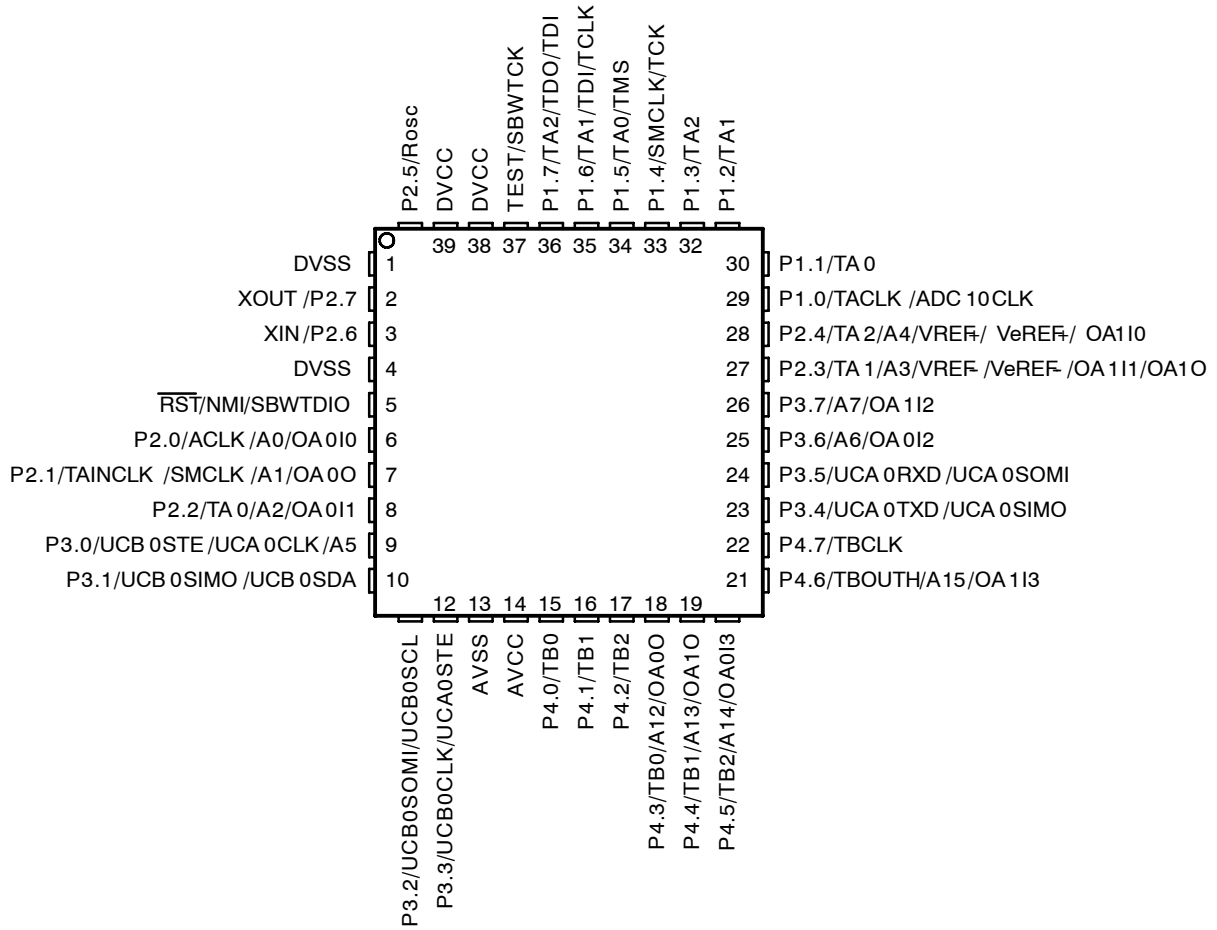 P2.5/Rosc
DVCC
DVCC
TEST/SBWTCK
P1.7/TA2/TDO/TDI
P1.6/TA1/TDI/TCLK
P1.5/TA0/TMS
P1.4/SMCLK/TCK
P1.3/TA2
P1.2/TA1
39 38 37 36 35 34 33 32
DVSS 1
XOUT/P2.7 2
XIN/P2.6 3
DVSS 4
RST/NMI/SBWTDIO 5
P2.0/ACLK/A0/OA0I0 6
P2.1/TAINCLK/SMCLK/A1/OA0O 7
P2.2/TA0/A2/OA0I1 8
P3.0/UCB0STE/UCA0CLK/A5 9
P3.1/UCB0SIMO/UCB0SDA 10
30 P1.1/TA0
29 P1.0/TACLK/ADC10CLK
28 P2.4/TA2/A4/VREF+/VeREF+/OA1I0
27 P2.3/TA1/A3/VREF-/VeREF-/OA1I1/OA1O
26 P3.7/A7/OA1I2
25 P3.6/A6/OA0I2
24 P3.5/UCA0RXD/UCA0SOMI
23 P3.4/UCA0TXD/UCA0SIMO
22 P4.7/TBCLK
21 P4.6/TBOUTH/A15/OA1I3
12 13 14 15 16 17 18 19
P3.2/UCB0SOMI/UCB0SCL
P3.3/UCB0CLK/UCA0STE
AVSS
AVCC
P4.0/TB0
P4.1/TB1
P4.2/TB2
P4.3/TB0/A12/OA0O
P4.4/TB1/A13/OA1O
P4.5/TB2/A14/OA0I3